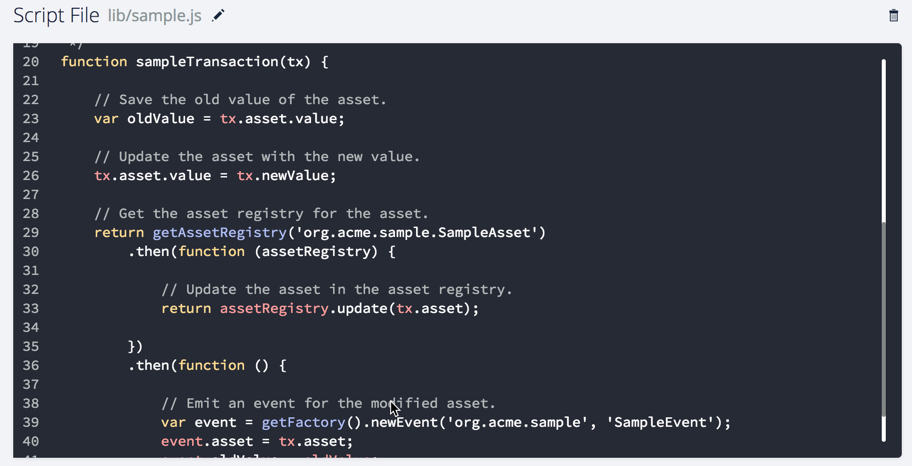 Script File lib/sample.js
19 */
20 function sampleTransaction(tx) {
21
22 // Save the old value of the asset.
23 var oldValue = tx.asset.value;
24
25 // Update the asset with the new value.
26 tx.asset.value = tx.newValue;
27
28 // Get the asset registry for the asset.
29 return getAssetRegistry('org.acme.sample.SampleAsset')
30 .then(function (assetRegistry) {
31
32 // Update the asset in the asset registry.
33 return assetRegistry.update(tx.asset);
34
35 })
36 .then(function () {
37
38 // Emit an event for the modified asset.
39 var event = getFactory().newEvent('org.acme.sample', 'SampleEvent');
40 event.asset = tx.asset;